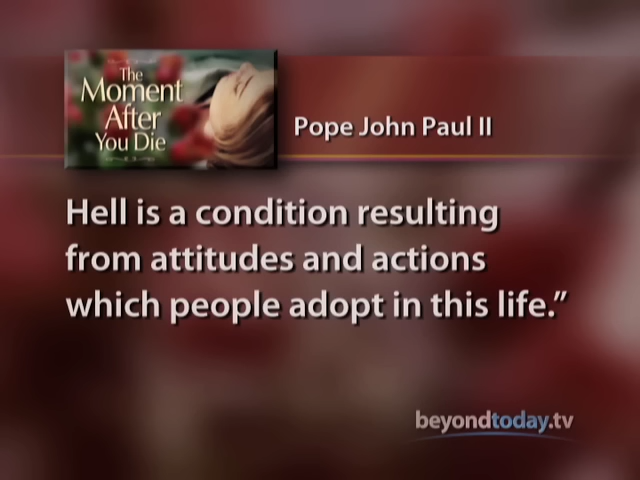 The
Moment
After
You Die
Pope John Paul II
Hell is a condition resulting
from attitudes and actions
which people adopt in this life.”
beyondtoday.tv